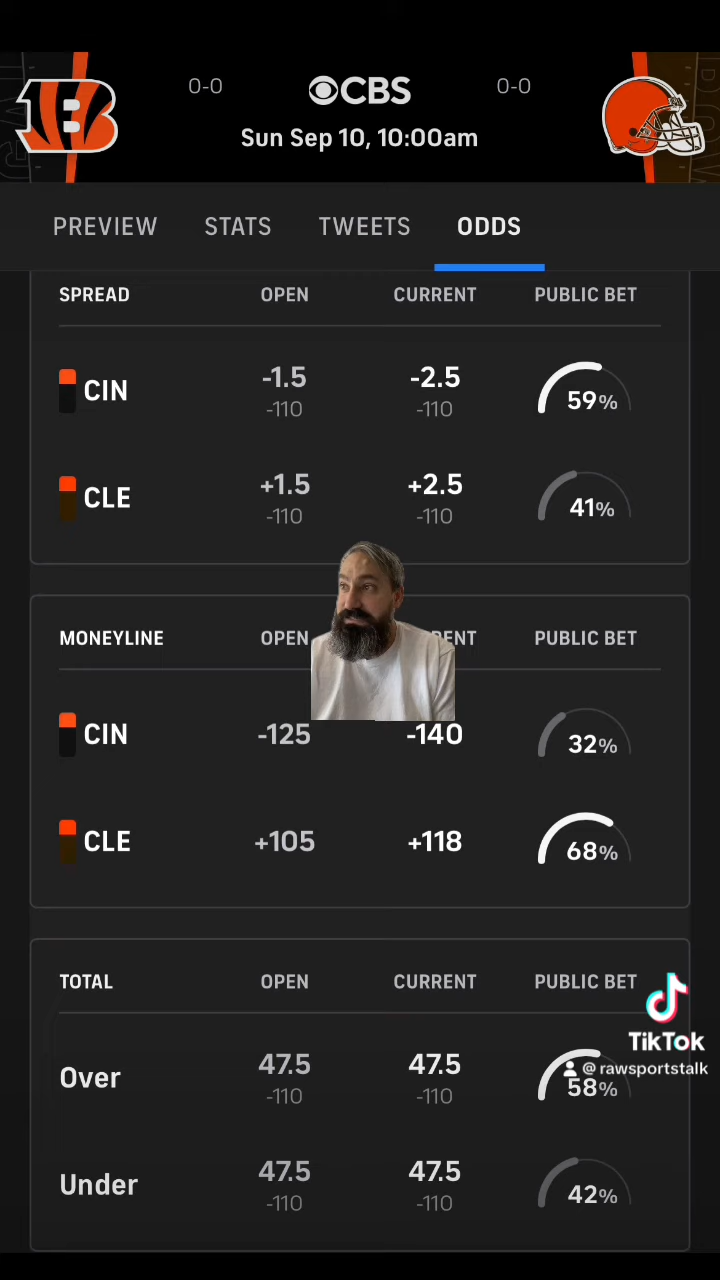 0-0 CBS 0-0
Sun Sep 10, 10:00am
PREVIEW STATS TWEETS ODDS
SPREAD OPEN CURRENT PUBLIC BET
CIN -1.5 -2.5 59%
-110 -110
CLE +1.5 +2.5 41%
-110 -110
MONEYLINE OPEN RENT PUBLIC BET
CIN -125 -140 32%
CLE +105 +118 68%
TOTAL OPEN CURRENT PUBLIC BET
Over 47.5 47.5 58%
-110 -110
Under 47.5 47.5 42%
-110 -110
TikTok
@rawsportstalk